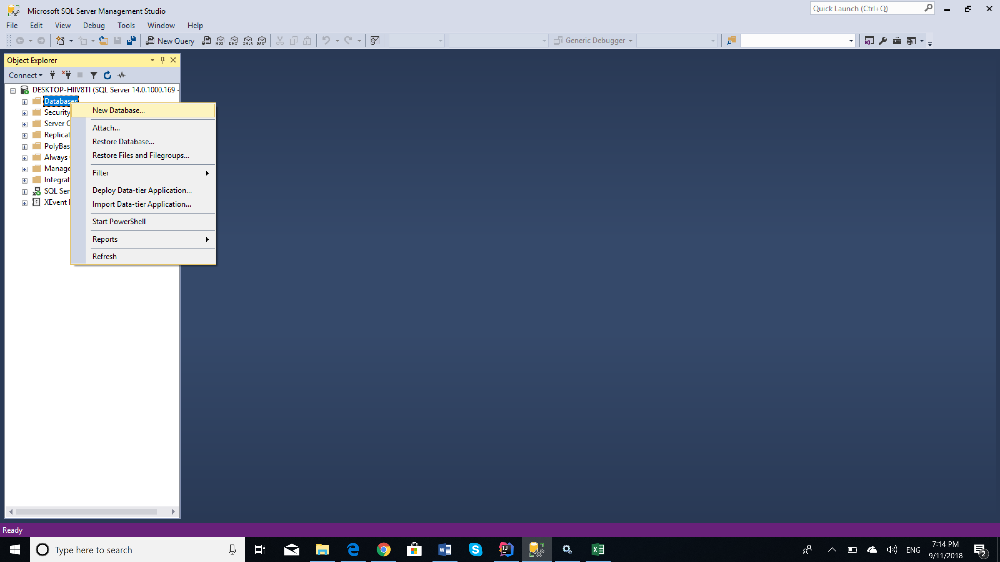 Microsoft SQL Server Management Studio
Quick Launch (Ctrl+Q)
File Edit View Debug Tools Window Help
New Query MDX DMX XMLA DAX Generic Debugger
Object Explorer
Connect
DESKTOP-HIIV8TI (SQL Server 14.0.1000.169 -
Databases
New Database...
Security
Server
Attach...
Replicat
Restore Database...
PolyBas
Restore Files and Filegroups...
Always
Manage
Filter
Integrat
SQL Ser
Deploy Data-tier Application...
XEvent
Import Data-tier Application...
Start PowerShell
Reports
Refresh
Ready
Type here to search
ENG
7:14 PM
9/11/2018
2